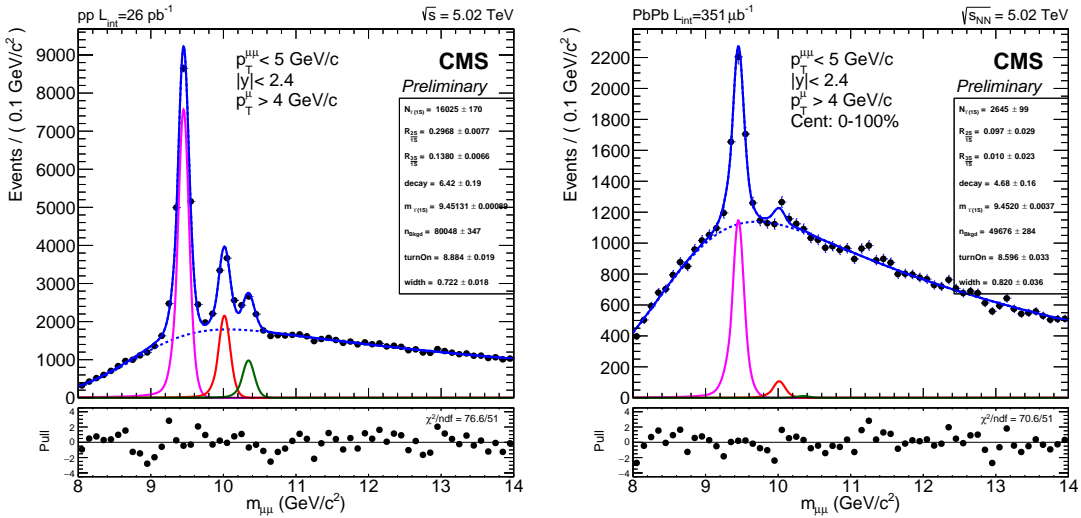 pp L_int=26 pb⁻¹
√s = 5.02 TeV
p_T^μμ < 5 GeV/c
|y|< 2.4
p_T^μ > 4 GeV/c
CMS
Preliminary
N_ϒ(1S) = 16025 ± 170
R_2S/1S = 0.2968 ± 0.0077
R_3S/1S = 0.1380 ± 0.0066
decay = 6.42 ± 0.19
m_ϒ(1S) = 9.45131 ± 0.00089
n_Bkgd = 80048 ± 347
turnOn = 8.884 ± 0.019
width = 0.722 ± 0.018
Events / ( 0.1 GeV/c² )
9000
8000
7000
6000
5000
4000
3000
2000
1000
0
χ²/ndf = 76.6/51
Pull
4
2
0
−2
−4
8 9 10 11 12 13 14
m_μμ (GeV/c²)
PbPb L_int=351 μb⁻¹
√s_NN = 5.02 TeV
p_T^μμ < 5 GeV/c
|y|< 2.4
p_T^μ > 4 GeV/c
Cent: 0-100%
CMS
Preliminary
N_ϒ(1S) = 2645 ± 99
R_2S/1S = 0.097 ± 0.029
R_3S/1S = 0.010 ± 0.023
decay = 4.68 ± 0.16
m_ϒ(1S) = 9.4520 ± 0.0037
n_Bkgd = 49676 ± 284
turnOn = 8.596 ± 0.033
width = 0.820 ± 0.036
Events / ( 0.1 GeV/c² )
2200
2000
1800
1600
1400
1200
1000
800
600
400
200
0
χ²/ndf = 70.6/51
Pull
4
2
0
−2
−4
8 9 10 11 12 13 14
m_μμ (GeV/c²)